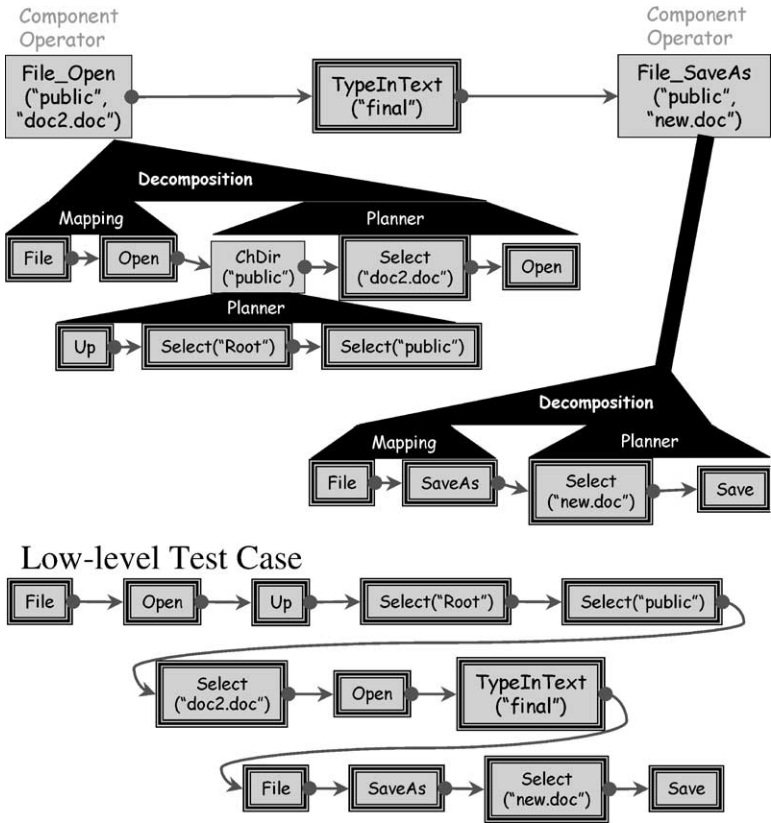 Component
Operator
Component
Operator
File_Open
(“public”,
“doc2.doc”)
TypeInText
(“final”)
File_SaveAs
(“public”,
“new.doc”)
Decomposition
Mapping
Planner
File
Open
ChDir
(“public”)
Select
(“doc2.doc”)
Open
Planner
Up
Select(“Root”)
Select(“public”)
Decomposition
Mapping
Planner
File
SaveAs
Select
(“new.doc”)
Save
Low-level Test Case
File
Open
Up
Select(“Root”)
Select(“public”)
Select
(“doc2.doc”)
Open
TypeInText
(“final”)
File
SaveAs
Select
(“new.doc”)
Save